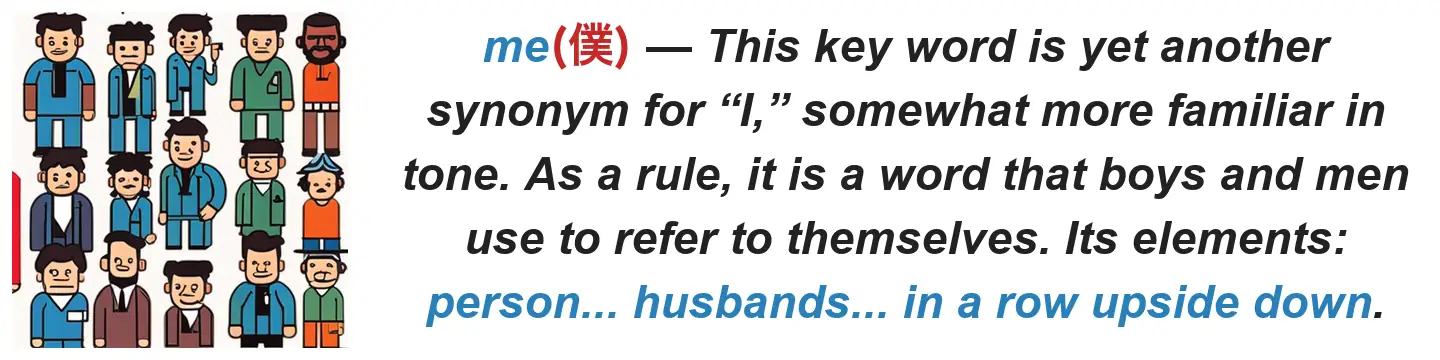 me(僕) — This key word is yet another
synonym for “I,” somewhat more familiar in
tone. As a rule, it is a word that boys and men
use to refer to themselves. Its elements:
person... husbands... in a row upside down.